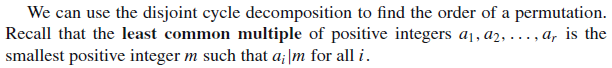 We can use the disjoint cycle decomposition to find the order of a permutation.
Recall that the least common multiple of positive integers a₁, a₂, . . . , aᵣ is the
smallest positive integer m such that aᵢ|m for all i.